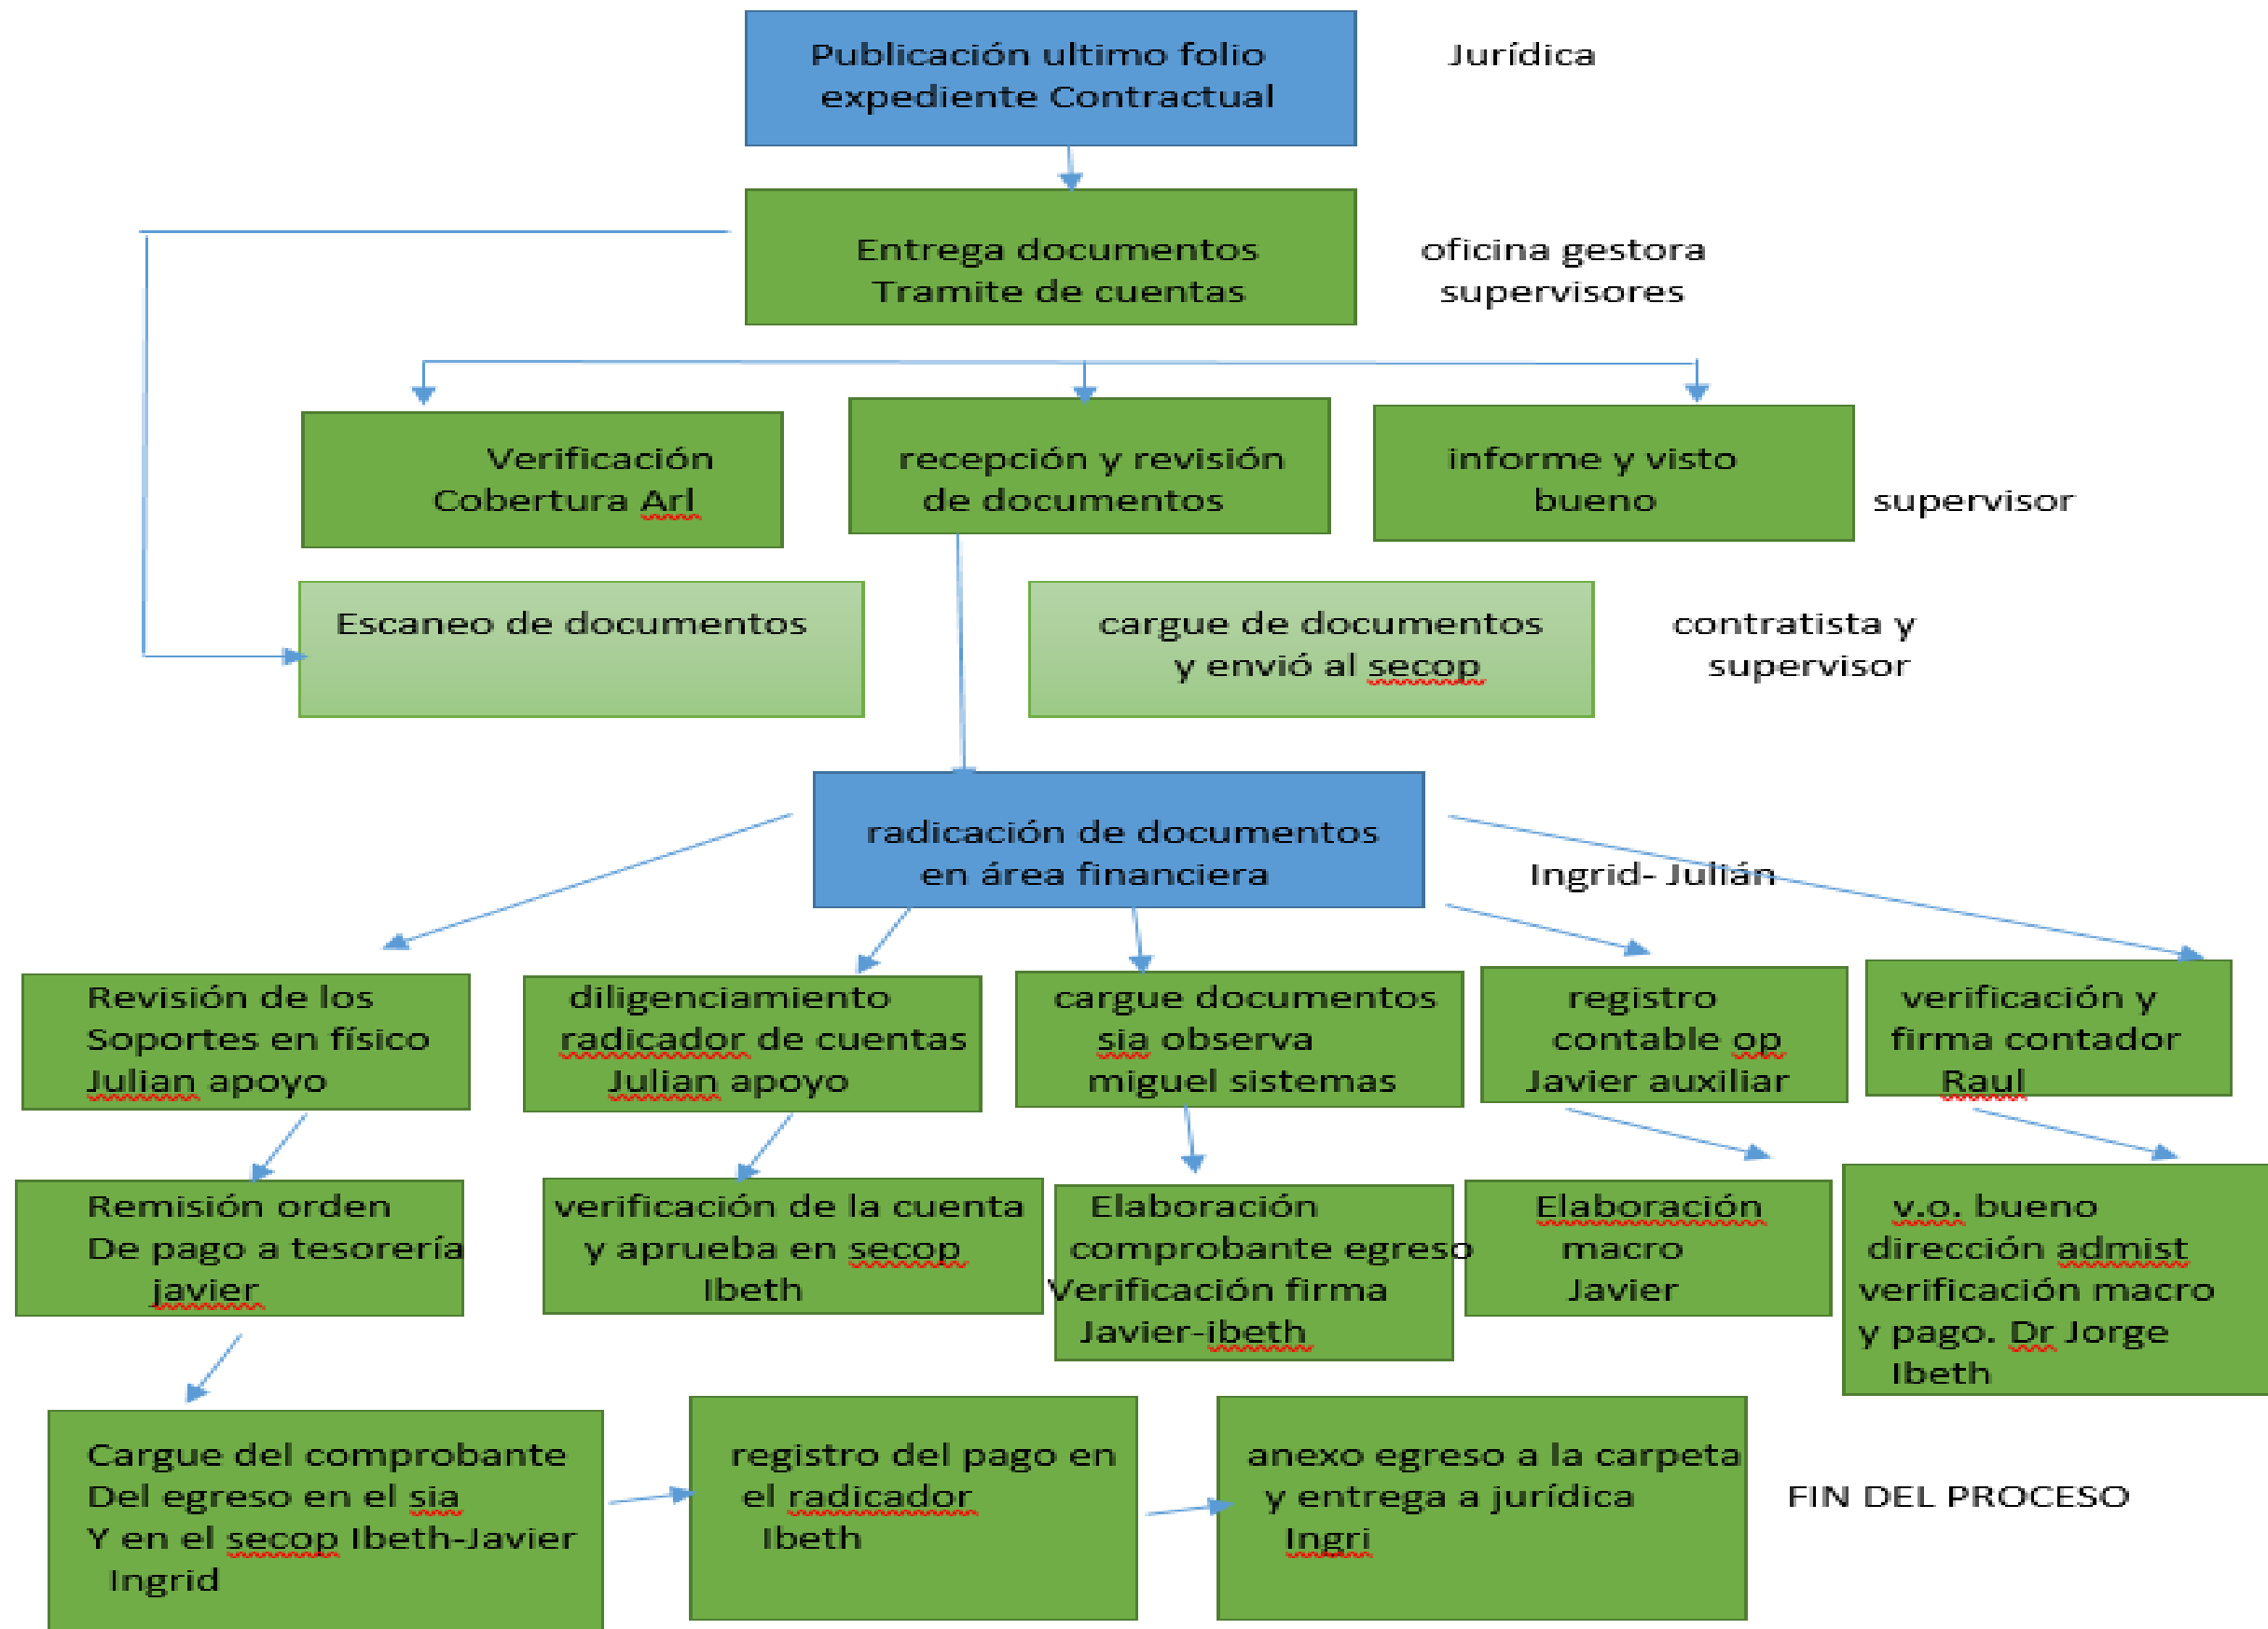 Publicación ultimo folio
expediente Contractual
Jurídica
Entrega documentos
Tramite de cuentas
oficina gestora
supervisores
Verificación
Cobertura Arl
recepción y revisión
de documentos
informe y visto
bueno
supervisor
Escaneo de documentos
cargue de documentos
y envió al secop
contratista y
supervisor
radicación de documentos
en área financiera
Ingrid- Julián
Revisión de los
Soportes en físico
Julian apoyo
diligenciamiento
radicador de cuentas
Julian apoyo
cargue documentos
sia observa
miguel sistemas
registro
contable op
Javier auxiliar
verificación y
firma contador
Raul
Remisión orden
De pago a tesorería
javier
verificación de la cuenta
y aprueba en secop
Ibeth
Elaboración
comprobante egreso
Verificación firma
Javier-ibeth
Elaboración
macro
Javier
v.o. bueno
dirección admist
verificación macro
y pago. Dr Jorge
Ibeth
Cargue del comprobante
Del egreso en el sia
Y en el secop Ibeth-Javier
Ingrid
registro del pago en
el radicador
Ibeth
anexo egreso a la carpeta
y entrega a jurídica
Ingri
FIN DEL PROCESO